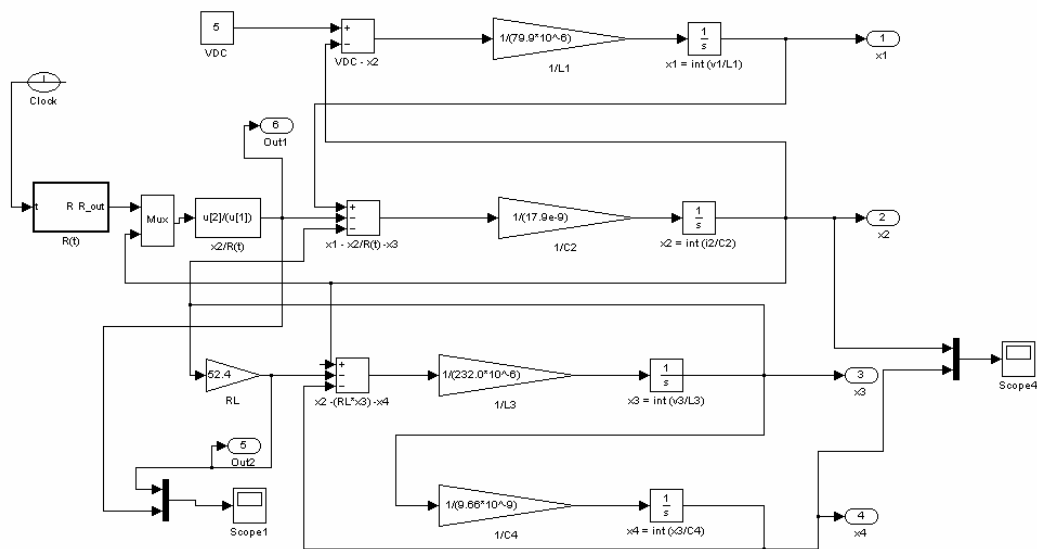 5
VDC
+
−
VDC - x2
1/(79.9*10^-6)
1/L1
1
s
x1 = int (v1/L1)
1
x1
Clock
6
Out1
t
R R_out
R(t)
Mux
u[2]/(u[1])
x2/R(t)
+
−
−
x1 - x2/R(t) -x3
1/(17.9e-9)
1/C2
1
s
x2 = int (i2/C2)
2
x2
52.4
RL
+
−
−
x2 -(RL*x3) -x4
1/(232.0*10^-6)
1/L3
1
s
x3 = int (v3/L3)
3
x3
Scope4
5
Out2
Scope1
1/(9.66*10^-9)
1/C4
1
s
x4 = int (x3/C4)
4
x4